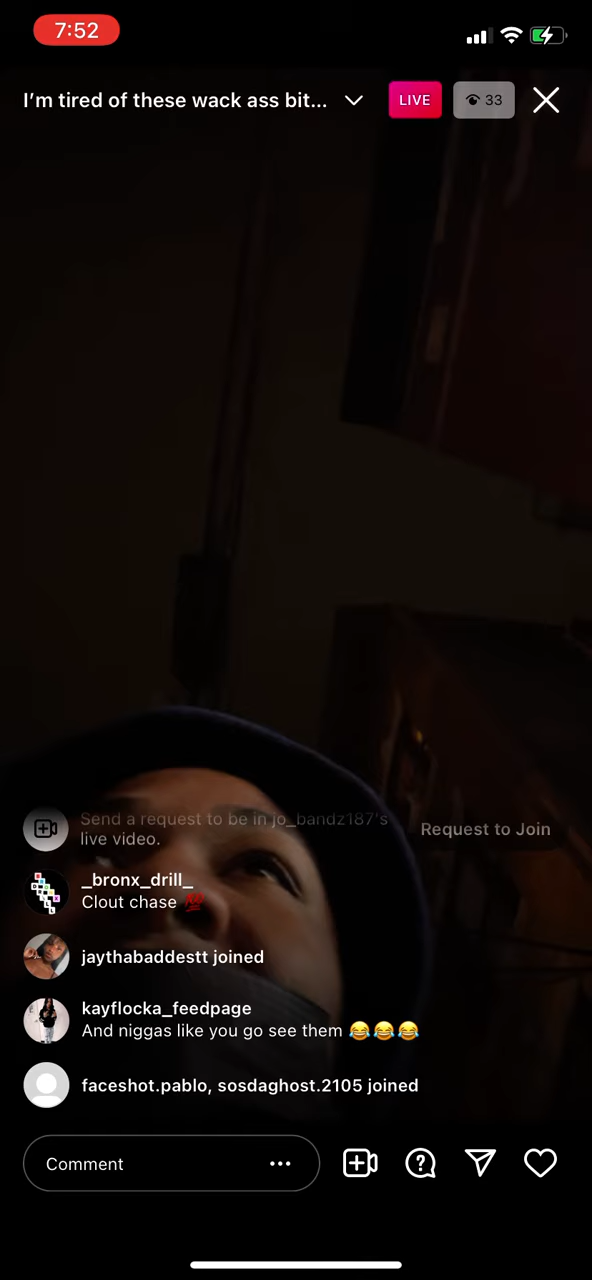 7:52
I'm tired of these wack ass bit...
LIVE
33
Send a request to be in jo_bandz187's
live video.
Request to Join
_bronx_drill_
Clout chase 💯
jaythabaddestt joined
kayflocka_feedpage
And niggas like you go see them 😂😂😂
faceshot.pablo, sosdaghost.2105 joined
Comment